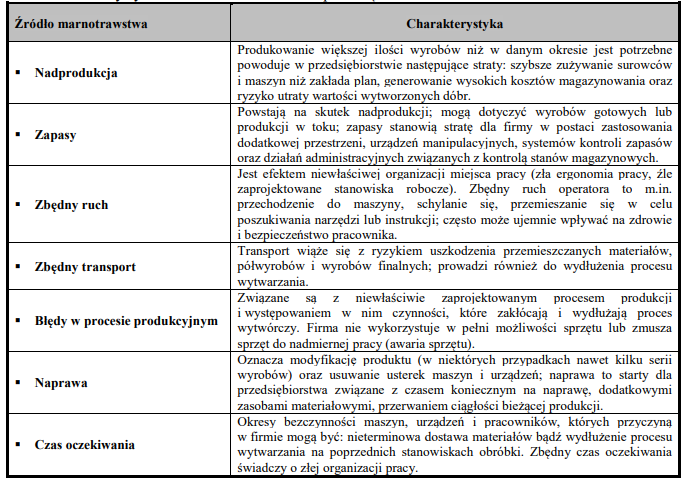 Źródło marnotrawstwa
Charakterystyka
▪ Nadprodukcja
Produkowanie większej ilości wyrobów niż w danym okresie jest potrzebne
powoduje w przedsiębiorstwie następujące straty: szybsze zużywanie surowców
i maszyn niż zakłada plan, generowanie wysokich kosztów magazynowania oraz
ryzyko utraty wartości wytworzonych dóbr.
▪ Zapasy
Powstają na skutek nadprodukcji; mogą dotyczyć wyrobów gotowych lub
produkcji w toku; zapasy stanowią stratę dla firmy w postaci zastosowania
dodatkowej przestrzeni, urządzeń manipulacyjnych, systemów kontroli zapasów
oraz działań administracyjnych związanych z kontrolą stanów magazynowych.
▪ Zbędny ruch
Jest efektem niewłaściwej organizacji miejsca pracy (zła ergonomia pracy, źle
zaprojektowane stanowiska robocze). Zbędny ruch operatora to m.in.
przechodzenie do maszyny, schylanie się, przemieszanie się w celu
poszukiwania narzędzi lub instrukcji; często może ujemnie wpływać na zdrowie
i bezpieczeństwo pracownika.
▪ Zbędny transport
Transport wiąże się z ryzykiem uszkodzenia przemieszczanych materiałów,
półwyrobów i wyrobów finalnych; prowadzi również do wydłużenia procesu
wytwarzania.
▪ Błędy w procesie produkcyjnym
Związane są z niewłaściwie zaprojektowanym procesem produkcji
i występowaniem w nim czynności, które zakłócają i wydłużają proces
wytwórczy. Firma nie wykorzystuje w pełni możliwości sprzętu lub zmusza
sprzęt do nadmiernej pracy (awaria sprzętu).
▪ Naprawa
Oznacza modyfikację produktu (w niektórych przypadkach nawet kilku serii
wyrobów) oraz usuwanie usterek maszyn i urządzeń; naprawa to starty dla
przedsiębiorstwa związane z czasem koniecznym na naprawę, dodatkowymi
zasobami materiałowymi, przerwaniem ciągłości bieżącej produkcji.
▪ Czas oczekiwania
Okresy bezczynności maszyn, urządzeń i pracowników, których przyczyną
w firmie mogą być: nieterminowa dostawa materiałów bądź wydłużenie procesu
wytwarzania na poprzednich stanowiskach obróbki. Zbędny czas oczekiwania
świadczy o złej organizacji pracy.